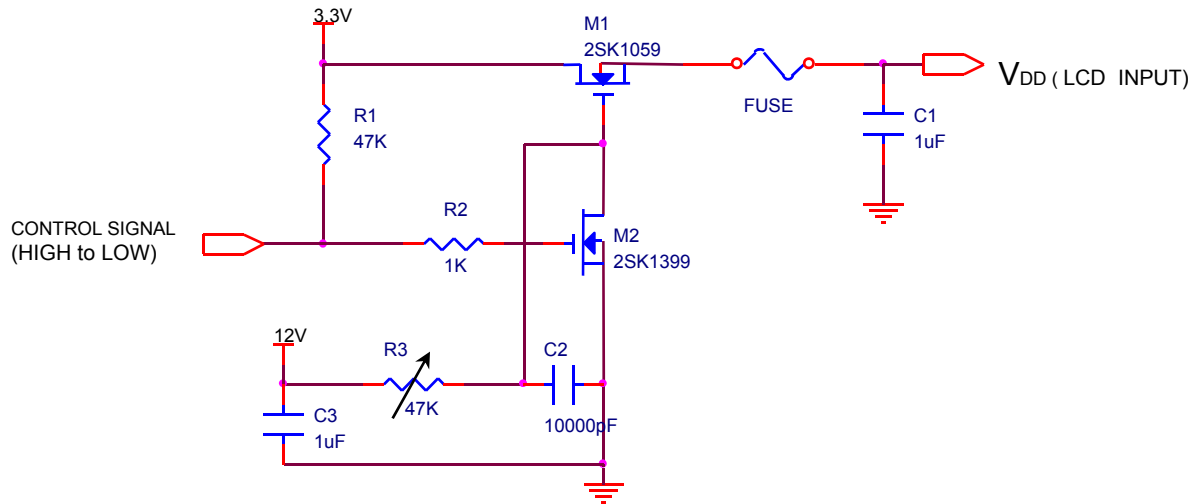 3.3V
M1
2SK1059
FUSE
VDD ( LCD INPUT)
R1
47K
C1
1uF
CONTROL SIGNAL
(HIGH to LOW)
R2
1K
M2
2SK1399
12V
R3
47K
C2
10000pF
C3
1uF